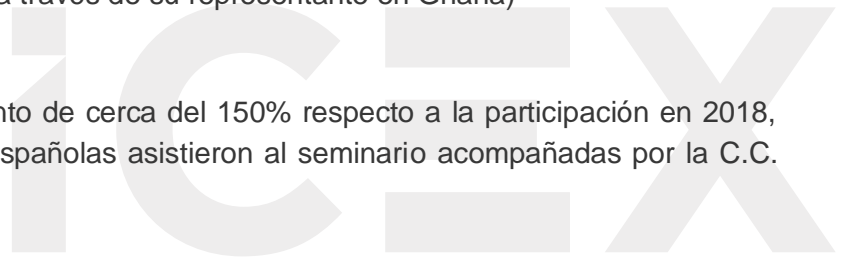 a través de su representante en Ghana)
nto de cerca del 150% respecto a la participación en 2018,
spañolas asistieron al seminario acompañadas por la C.C.
iCEX